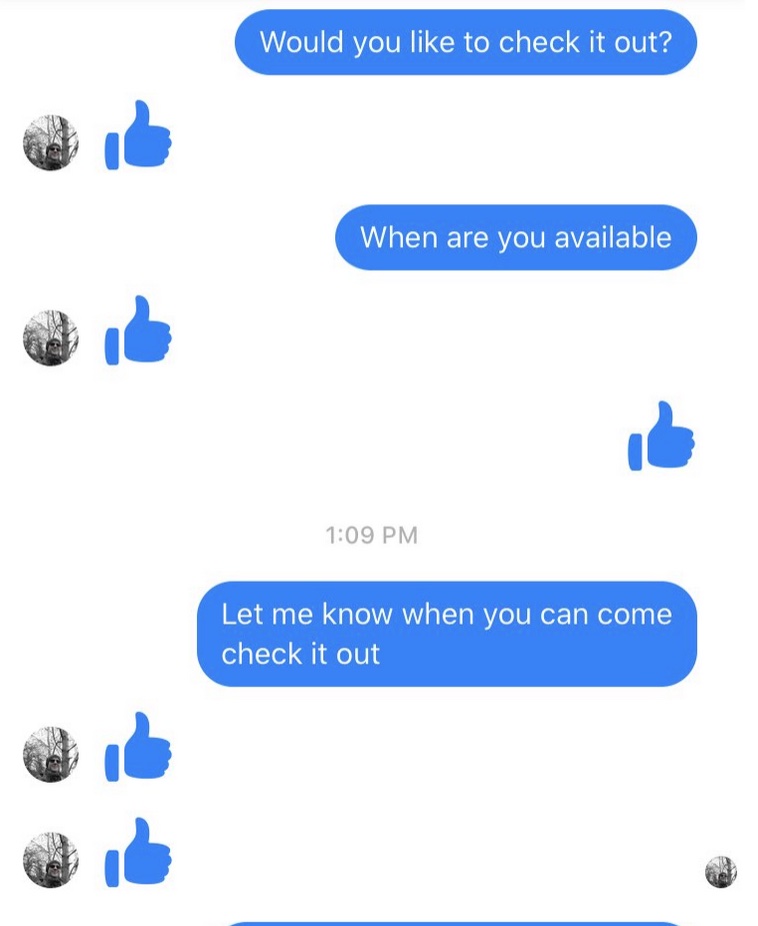 Would you like to check it out?
When are you available
1:09 PM
Let me know when you can come
check it out